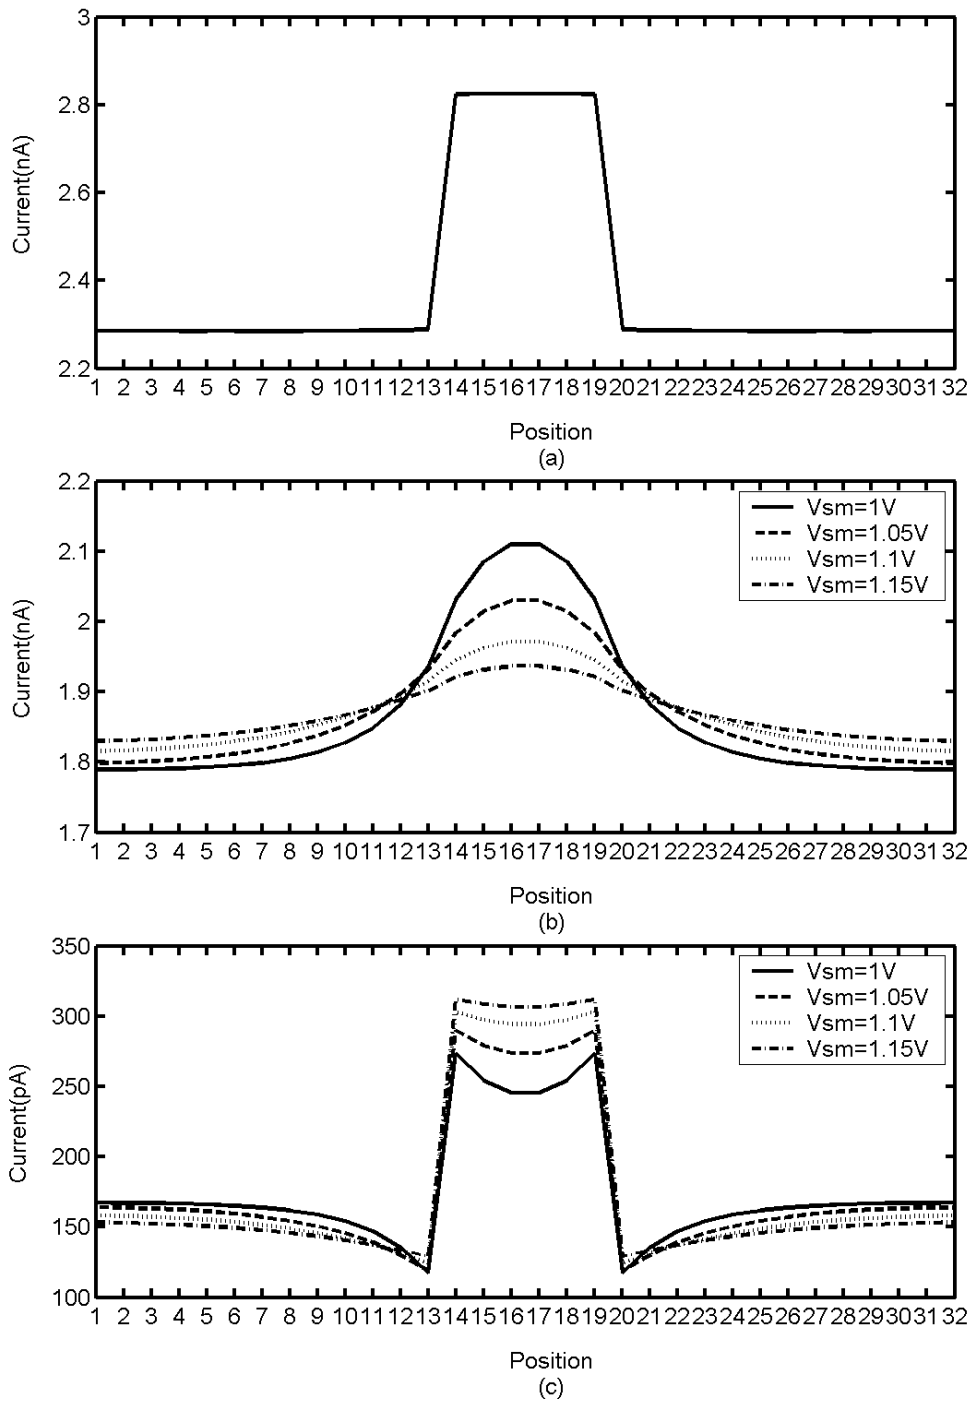 3
2.8
2.6
2.4
2.2
Current(nA)
1 2 3 4 5 6 7 8 9 10 11 12 13 14 15 16 17 18 19 20 21 22 23 24 25 26 27 28 29 30 31 32
Position
(a)
2.2
2.1
2
1.9
1.8
1.7
Current(nA)
Vsm=1V
Vsm=1.05V
Vsm=1.1V
Vsm=1.15V
1 2 3 4 5 6 7 8 9 10 11 12 13 14 15 16 17 18 19 20 21 22 23 24 25 26 27 28 29 30 31 32
Position
(b)
350
300
250
200
150
100
Current(pA)
Vsm=1V
Vsm=1.05V
Vsm=1.1V
Vsm=1.15V
1 2 3 4 5 6 7 8 9 10 11 12 13 14 15 16 17 18 19 20 21 22 23 24 25 26 27 28 29 30 31 32
Position
(c)